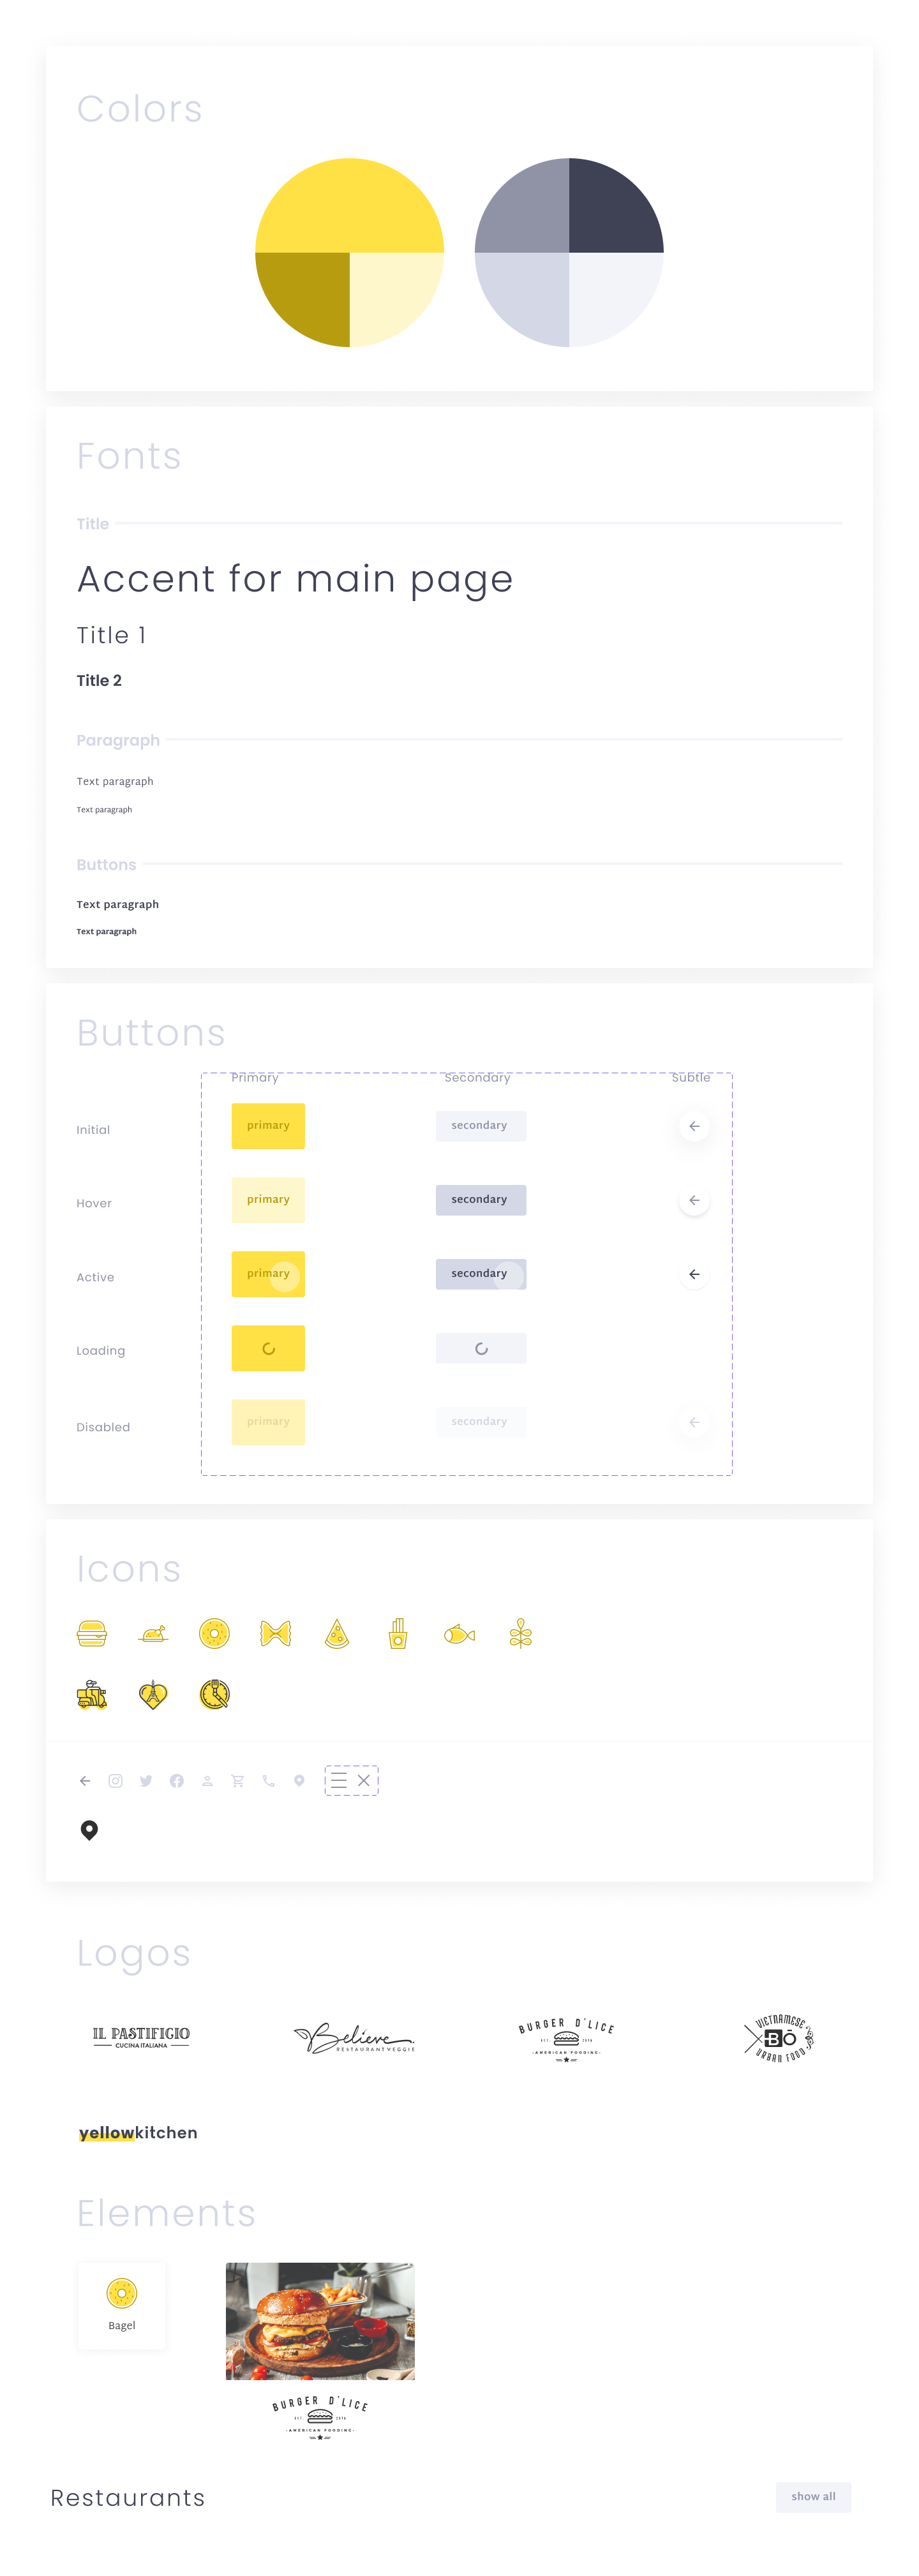 Colors
Fonts
Title
Accent for main page
Title 1
Title 2
Paragraph
Text paragraph
Text paragraph
Buttons
Text paragraph
Text paragraph
Buttons
Primary Secondary Subtle
Initial primary secondary
Hover primary secondary
Active primary secondary
Loading
Disabled primary secondary
Icons
Logos
IL PASTIFICIO
CUCINA ITALIANA
Believe
RESTAURANT VEGGIE
BURGER D'LICE
EST.
AMERICAN FOODING
VIETNAMESE
BŌ
URBAN FOOD
yellowkitchen
Elements
Bagel
BURGER D'LICE
EST.
AMERICAN FOODING
Restaurants show all